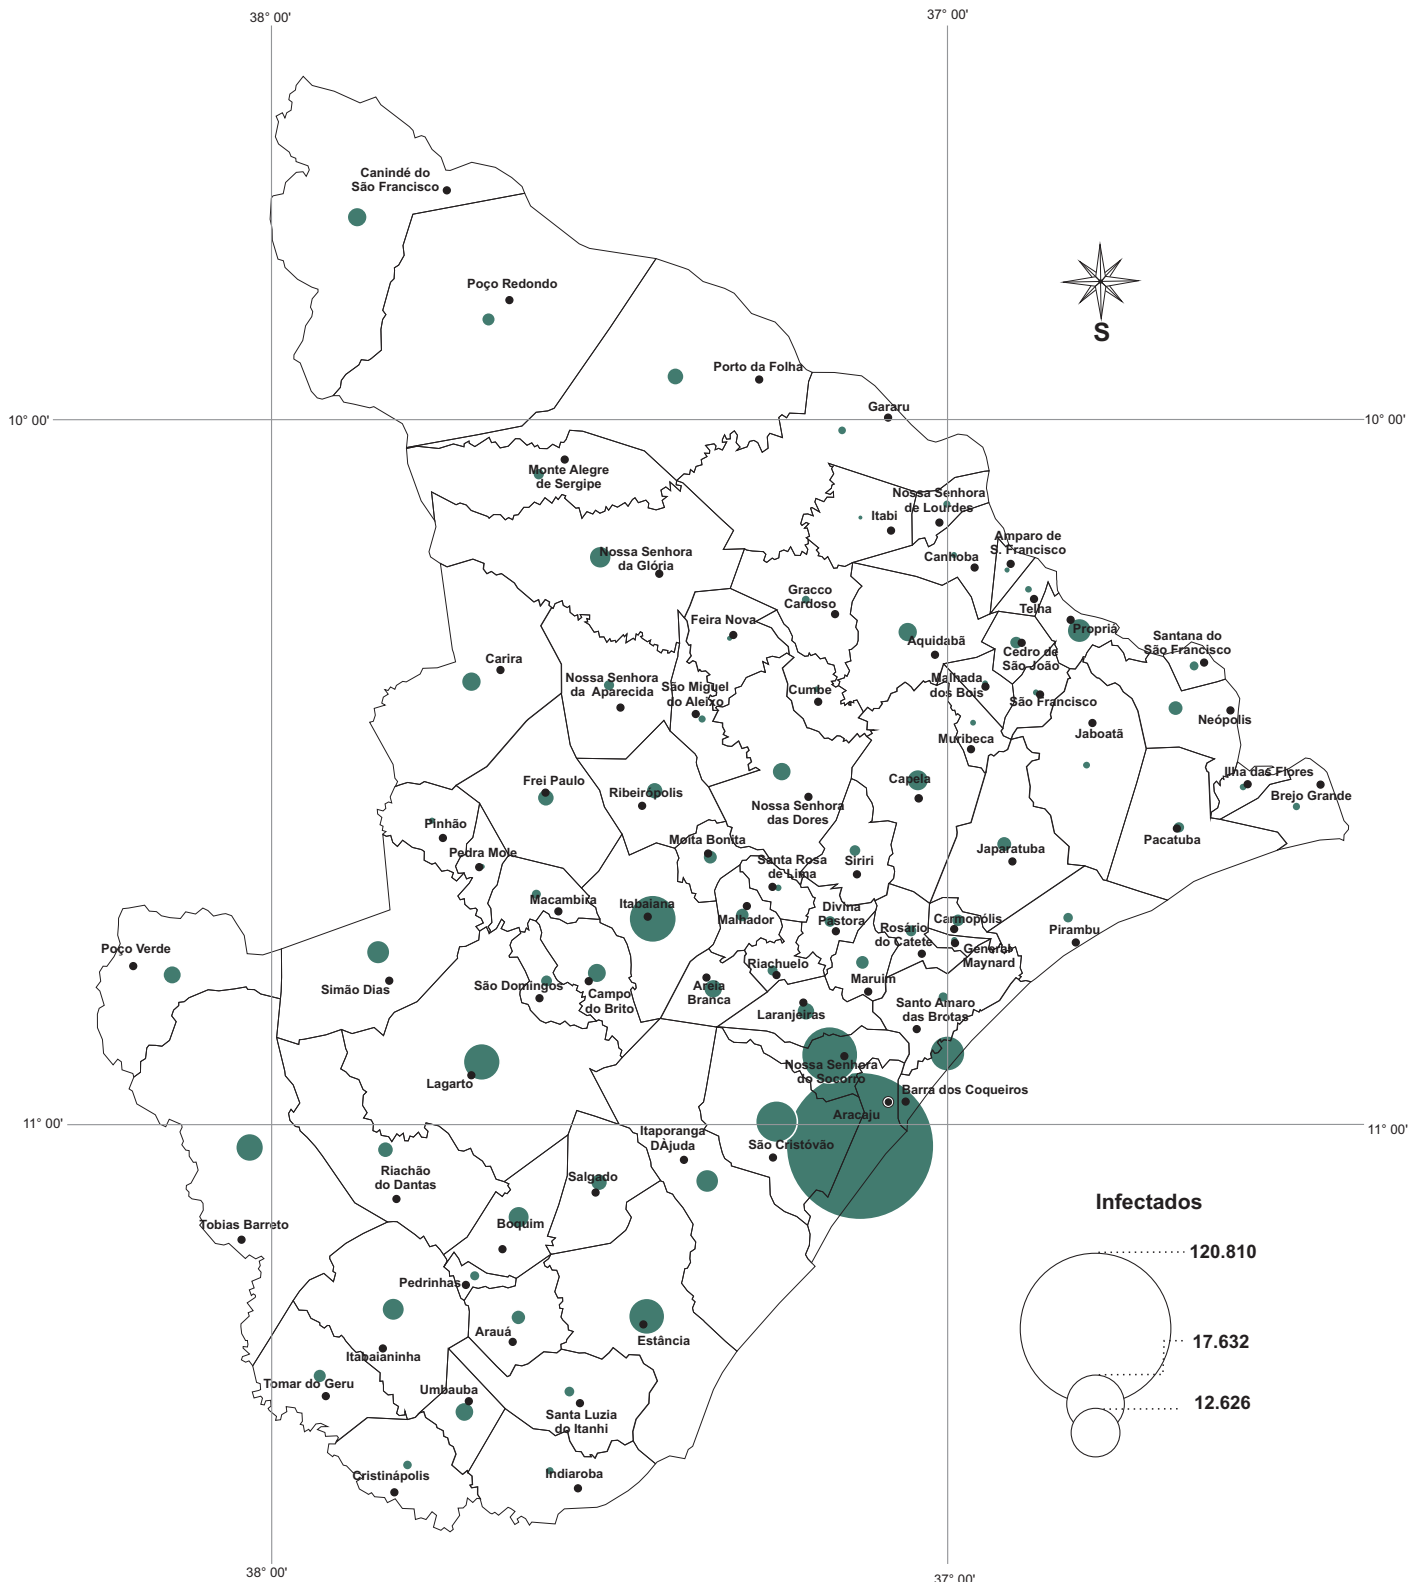 38° 00'
37° 00'
Canindé do
São Francisco
Poço Redondo
S
Porto da Folha
Gararu
10° 00'
10° 00'
Monte Alegre
de Sergipe
Nossa Senhora
de Lourdes
Itabi
Amparo de
S. Francisco
Canhoba
Nossa Senhora
da Glória
Gracco
Cardoso
Telha
Feira Nova
Propriá
Aquidabã
Santana do
São Francisco
Cedro de
São João
Carira
Nossa Senhora
da Aparecida
São Miguel
do Aleixo
Cumbe
Malhada
dos Bois
São Francisco
Neópolis
Jaboatã
Muribeca
Frei Paulo
Ribeirópolis
Capela
Ilha das Flores
Brejo Grande
Nossa Senhora
das Dores
Pinhão
Moita Bonita
Pacatuba
Pedra Mole
Santa Rosa
de Lima
Siriri
Japaratuba
Macambira
Itabaiana
Malhador
Divina
Pastora
Carmopólis
Rosário
do Catete
Pirambu
General
Maynard
Poço Verde
Simão Dias
São Domingos
Campo
do Brito
Areia
Branca
Riachuelo
Maruim
Santo Amaro
das Brotas
Laranjeiras
Nossa Senhora
do Socorro
Lagarto
Barra dos Coqueiros
Aracaju
11° 00'
11° 00'
Itaporanga
DÀjuda
São Cristóvão
Riachão
do Dantas
Salgado
Infectados
Tobias Barreto
Boquim
120.810
Pedrinhas
Arauá
Estância
17.632
Itabaianinha
Tomar do Geru
Umbauba
12.626
Santa Luzia
do Itanhi
Cristinápolis
Indiaroba
38° 00'
37° 00'